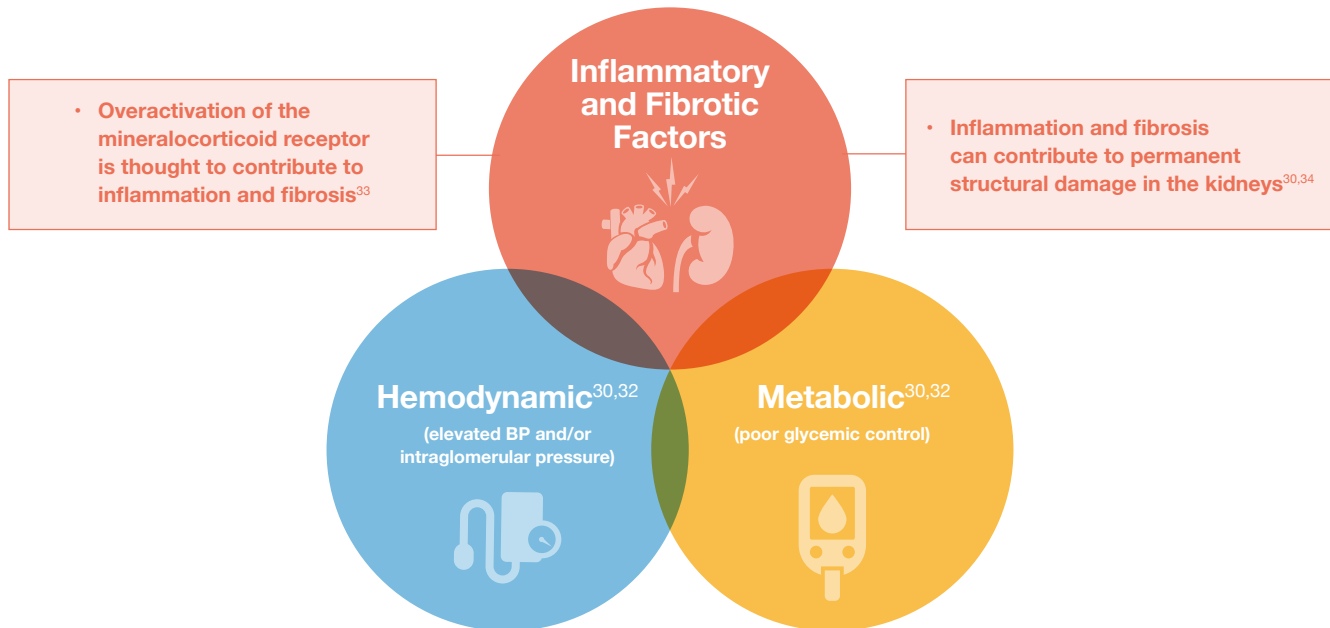 Inflammatory
and Fibrotic
Factors
• Overactivation of the
mineralocorticoid receptor
is thought to contribute to
inflammation and fibrosis33
• Inflammation and fibrosis
can contribute to permanent
structural damage in the kidneys30,34
Hemodynamic30,32
(elevated BP and/or
intraglomerular pressure)
Metabolic30,32
(poor glycemic control)